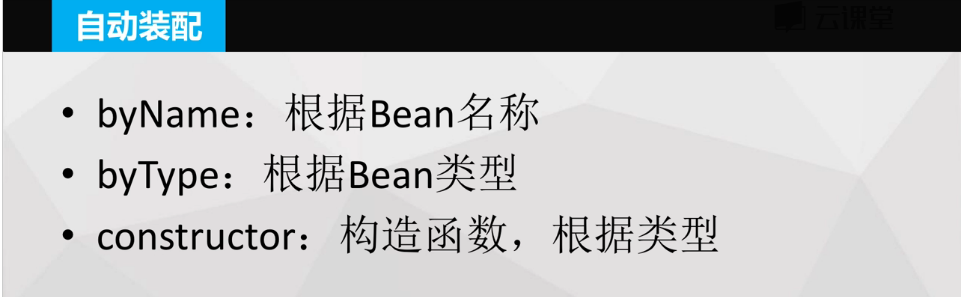 自动装配
云课堂
• byName：根据Bean名称
• byType：根据Bean类型
• constructor：构造函数，根据类型